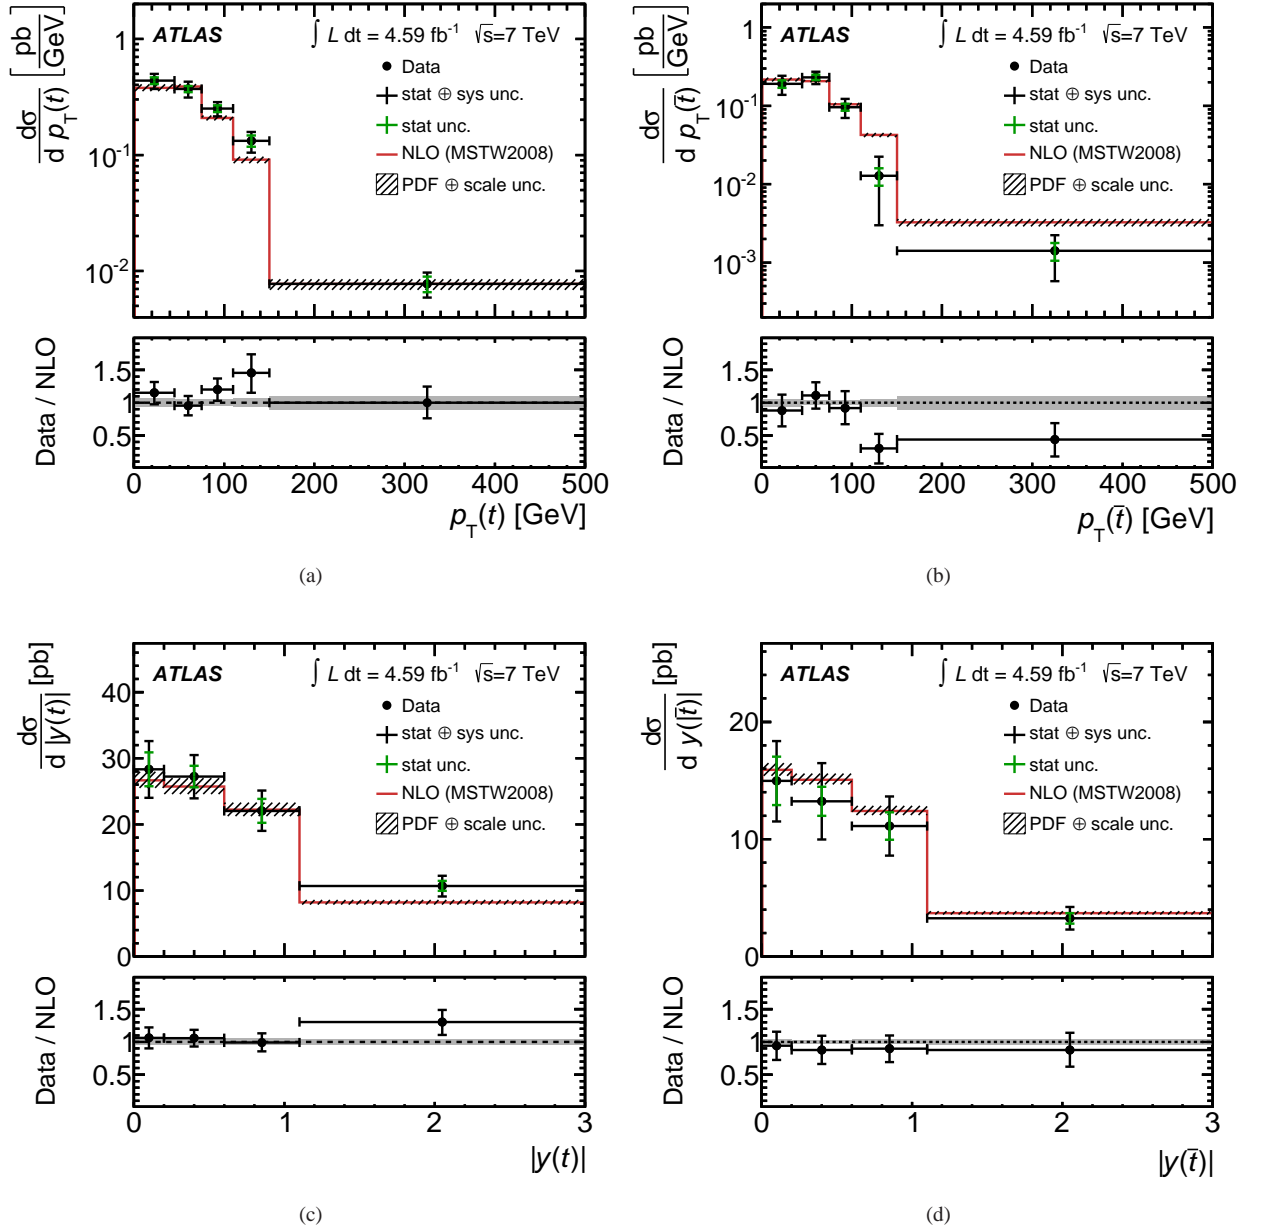 dσ / d p_T(t) [pb/GeV]
ATLAS
∫ L dt = 4.59 fb⁻¹ √s=7 TeV
Data
stat ⊕ sys unc.
stat unc.
NLO (MSTW2008)
PDF ⊕ scale unc.
1
10⁻¹
10⁻²
Data / NLO
1.5
1
0.5
0 100 200 300 400 500
p_T(t) [GeV]
(a)
dσ / d p_T(t̄) [pb/GeV]
ATLAS
∫ L dt = 4.59 fb⁻¹ √s=7 TeV
Data
stat ⊕ sys unc.
stat unc.
NLO (MSTW2008)
PDF ⊕ scale unc.
1
10⁻¹
10⁻²
10⁻³
Data / NLO
1.5
1
0.5
0 100 200 300 400 500
p_T(t̄) [GeV]
(b)
dσ / d |y(t)| [pb]
ATLAS
∫ L dt = 4.59 fb⁻¹ √s=7 TeV
Data
stat ⊕ sys unc.
stat unc.
NLO (MSTW2008)
PDF ⊕ scale unc.
40
30
20
10
0
Data / NLO
1.5
1
0.5
0 1 2 3
|y(t)|
(c)
dσ / d y(|t̄)| [pb]
ATLAS
∫ L dt = 4.59 fb⁻¹ √s=7 TeV
Data
stat ⊕ sys unc.
stat unc.
NLO (MSTW2008)
PDF ⊕ scale unc.
20
10
0
Data / NLO
1.5
1
0.5
0 1 2 3
|y(t̄)|
(d)